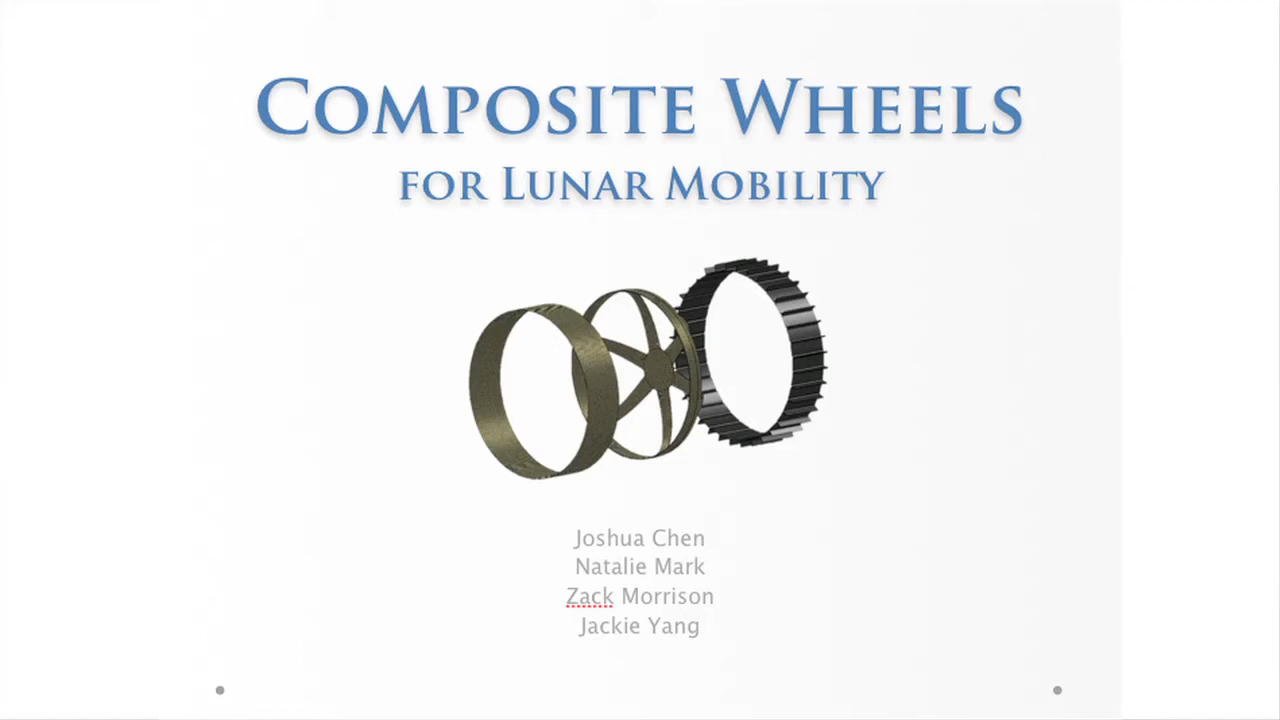 COMPOSITE WHEELS
FOR LUNAR MOBILITY
Joshua Chen
Natalie Mark
Zack Morrison
Jackie Yang